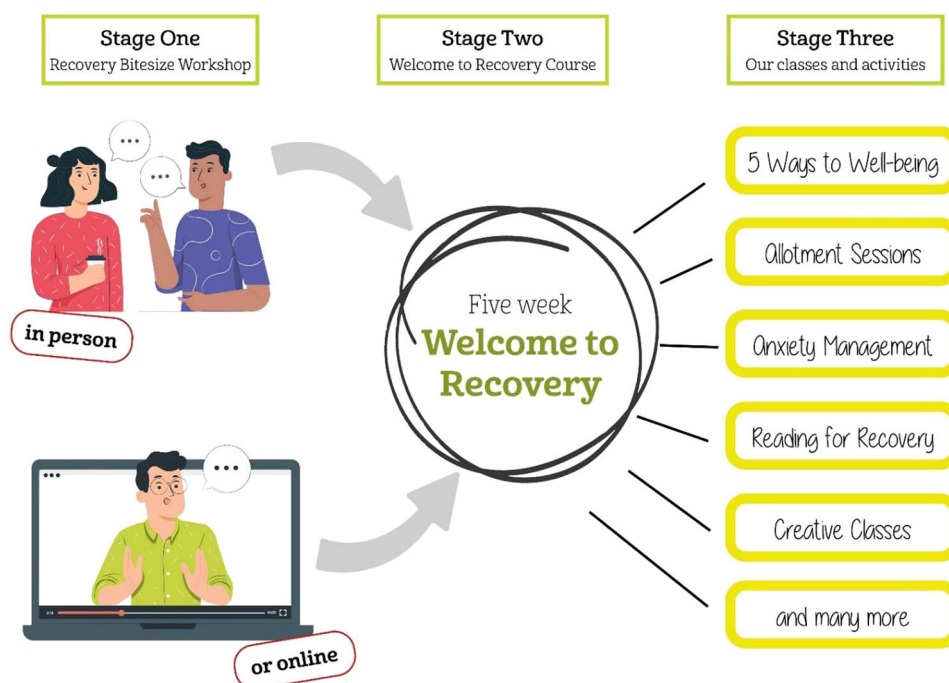 Stage One
Recovery Bitesize Workshop
Stage Two
Welcome to Recovery Course
Stage Three
Our classes and activities
in person
or online
Five week
Welcome to
Recovery
5 Ways to Well-being
Allotment Sessions
Anxiety Management
Reading for Recovery
Creative Classes
and many more